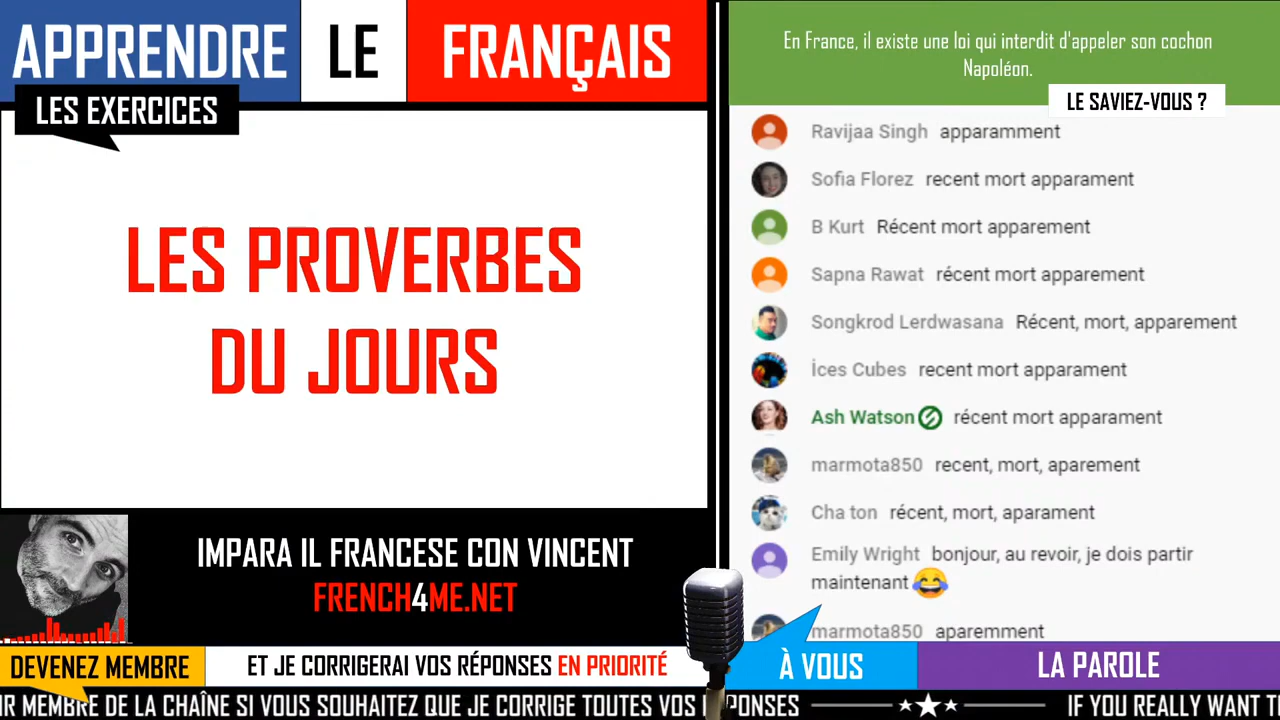 APPRENDRE LE FRANÇAIS
LES EXERCICES
LES PROVERBES
DU JOURS
IMPARA IL FRANCESE CON VINCENT
FRENCH4ME.NET
DEVENEZ MEMBRE
ET JE CORRIGERAI VOS RÉPONSES EN PRIORITÉ
En France, il existe une loi qui interdit d'appeler son cochon
Napoléon.
LE SAVIEZ-VOUS ?
Ravijaa Singh apparamment
Sofia Florez recent mort apparament
B Kurt Récent mort apparement
Sapna Rawat récent mort apparement
Songkrod Lerdwasana Récent, mort, apparement
İces Cubes recent mort apparament
Ash Watson récent mort apparament
marmota850 recent, mort, aparement
Cha ton récent, mort, aparament
Emily Wright bonjour, au revoir, je dois partir
maintenant
marmota850 aparemment
À VOUS
LA PAROLE
MEMBRE DE LA CHAÎNE SI VOUS SOUHAITEZ QUE JE CORRIGE TOUTES VOS IF YOU REALLY WANT